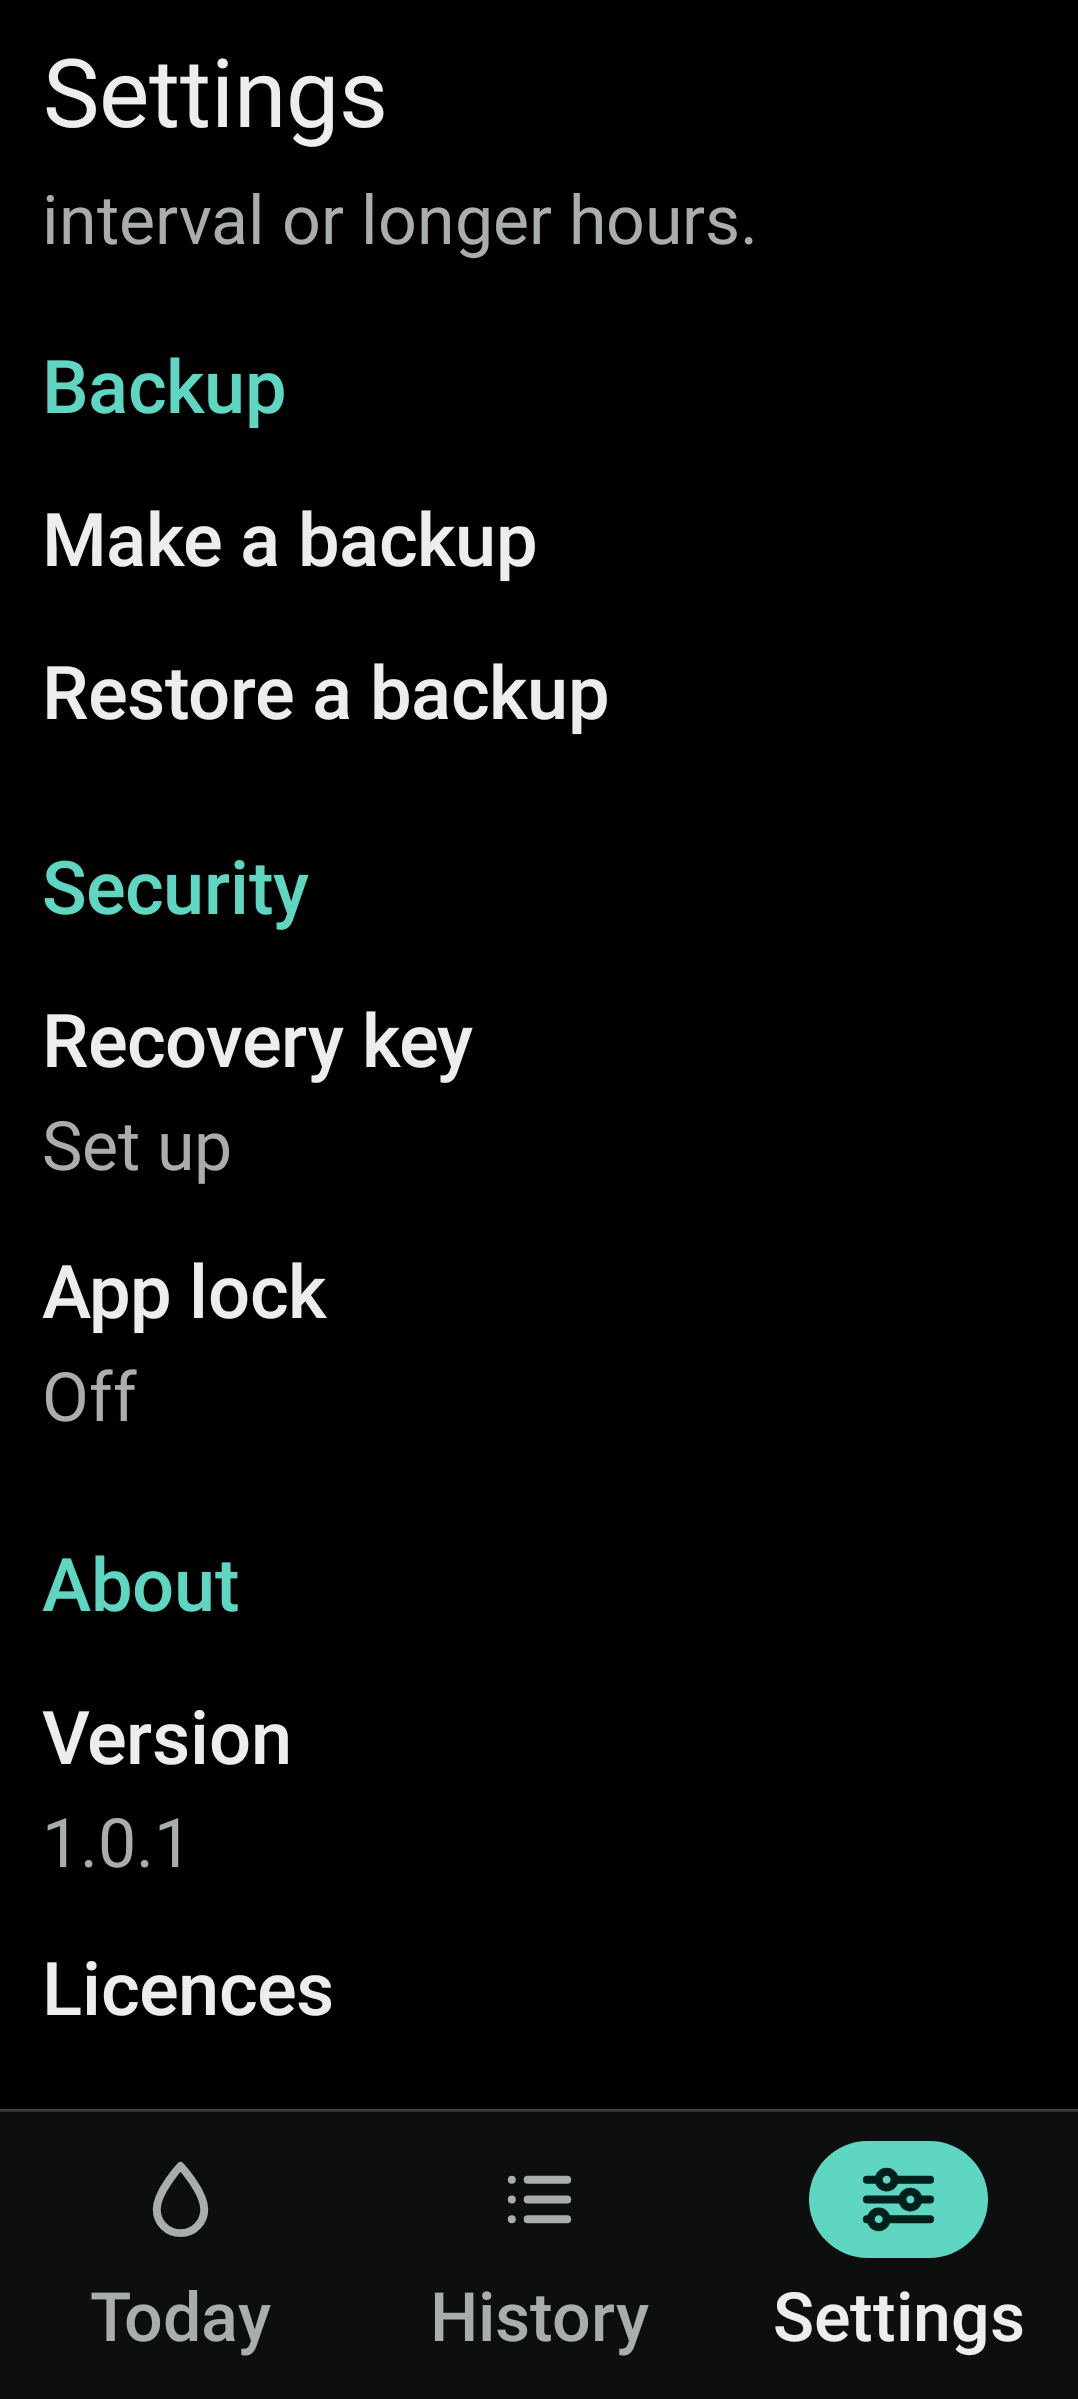 Settings
interval or longer hours.
Backup
Make a backup
Restore a backup
Security
Recovery key
Set up
App lock
Off
About
Version
1.0.1
Licences
Today
History
Settings